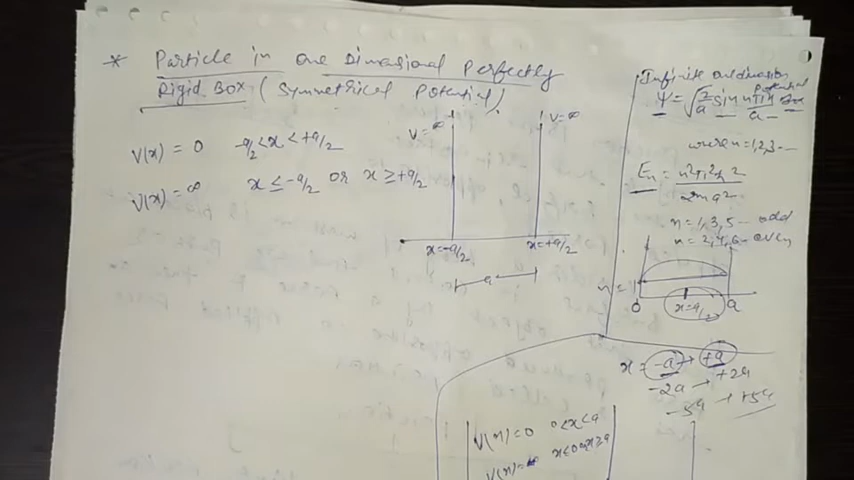 * Particle in one Dimensional Perfectly
Rigid Box (Symmetrical Potential)
V(x) = 0 -a/2 < x < +a/2
V(x) = ∞ x ≤ -a/2 or x ≥ +a/2
V=∞ V=∞
x=-a/2 x=+a/2
a
Infinite
Potential
ψ = √2/a sin nπx
a
where n=1,2,3---
En = n²π²ħ²
2ma²
n=1,3,5- odd
n=2,4,6- even
n=1
0 x=a/2 a
x = -a → +a
-2a → +2a
-5a → +5a
V(x)=0 0<x<a
V(x)=∞ x≤0 x≥a